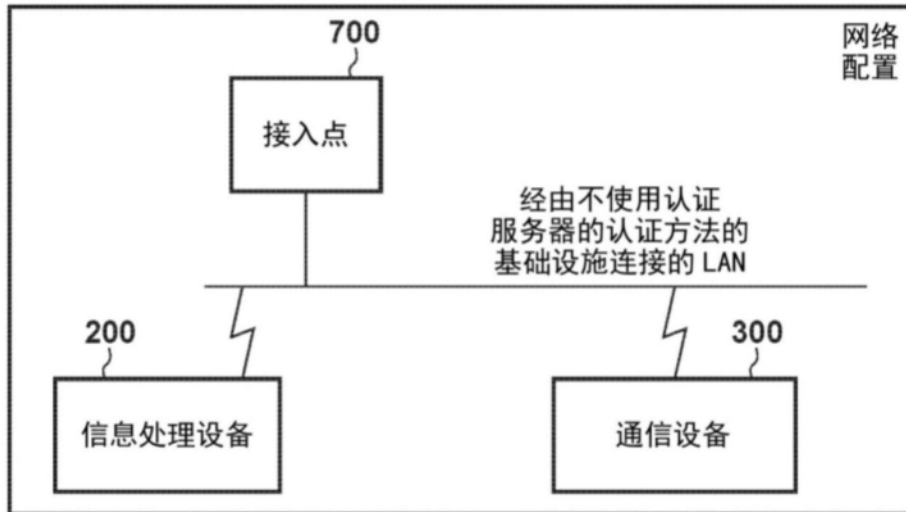 700
网络
配置
接入点
经由不使用认证
服务器的认证方法的
基础设施连接的 LAN
200
300
信息处理设备
通信设备